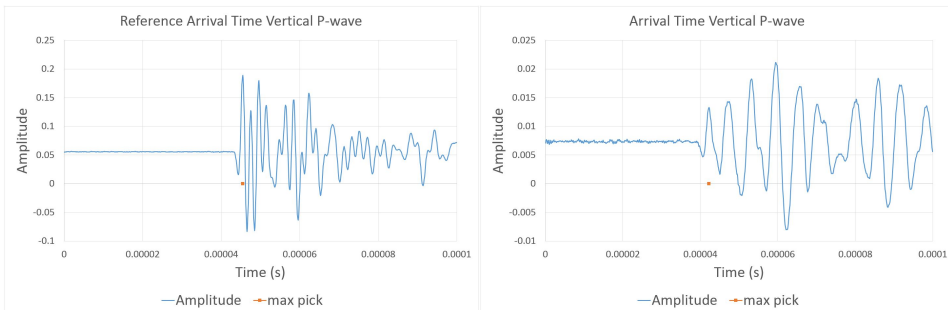 Reference Arrival Time Vertical P-wave
0.25
0.2
0.15
0.1
0.05
0
-0.05
-0.1
Amplitude
0
0.00002
0.00004
0.00006
0.00008
0.0001
Time (s)
Amplitude
max pick
Arrival Time Vertical P-wave
0.025
0.02
0.015
0.01
0.005
0
-0.005
-0.01
Amplitude
0
0.00002
0.00004
0.00006
0.00008
0.0001
Time (s)
Amplitude
max pick